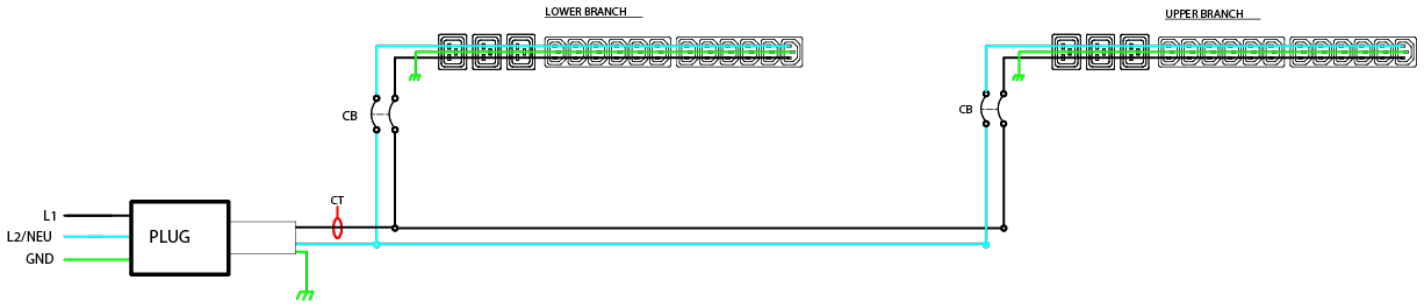 LOWER BRANCH
UPPER BRANCH
CB
CB
CT
L1
L2/NEU
PLUG
GND